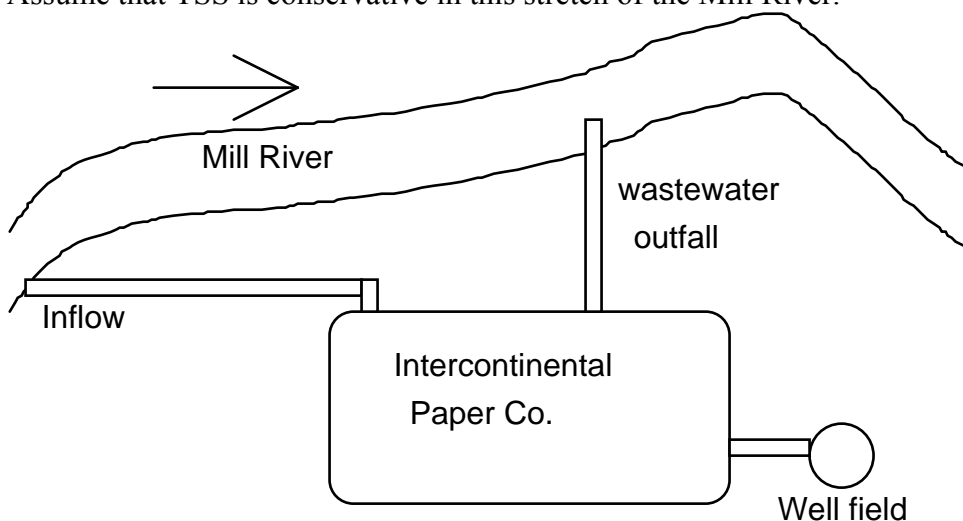 Assume that TSS is conservative in this stretch of the Mill River.
Mill River
wastewater
outfall
Inflow
Intercontinental
Paper Co.
Well field